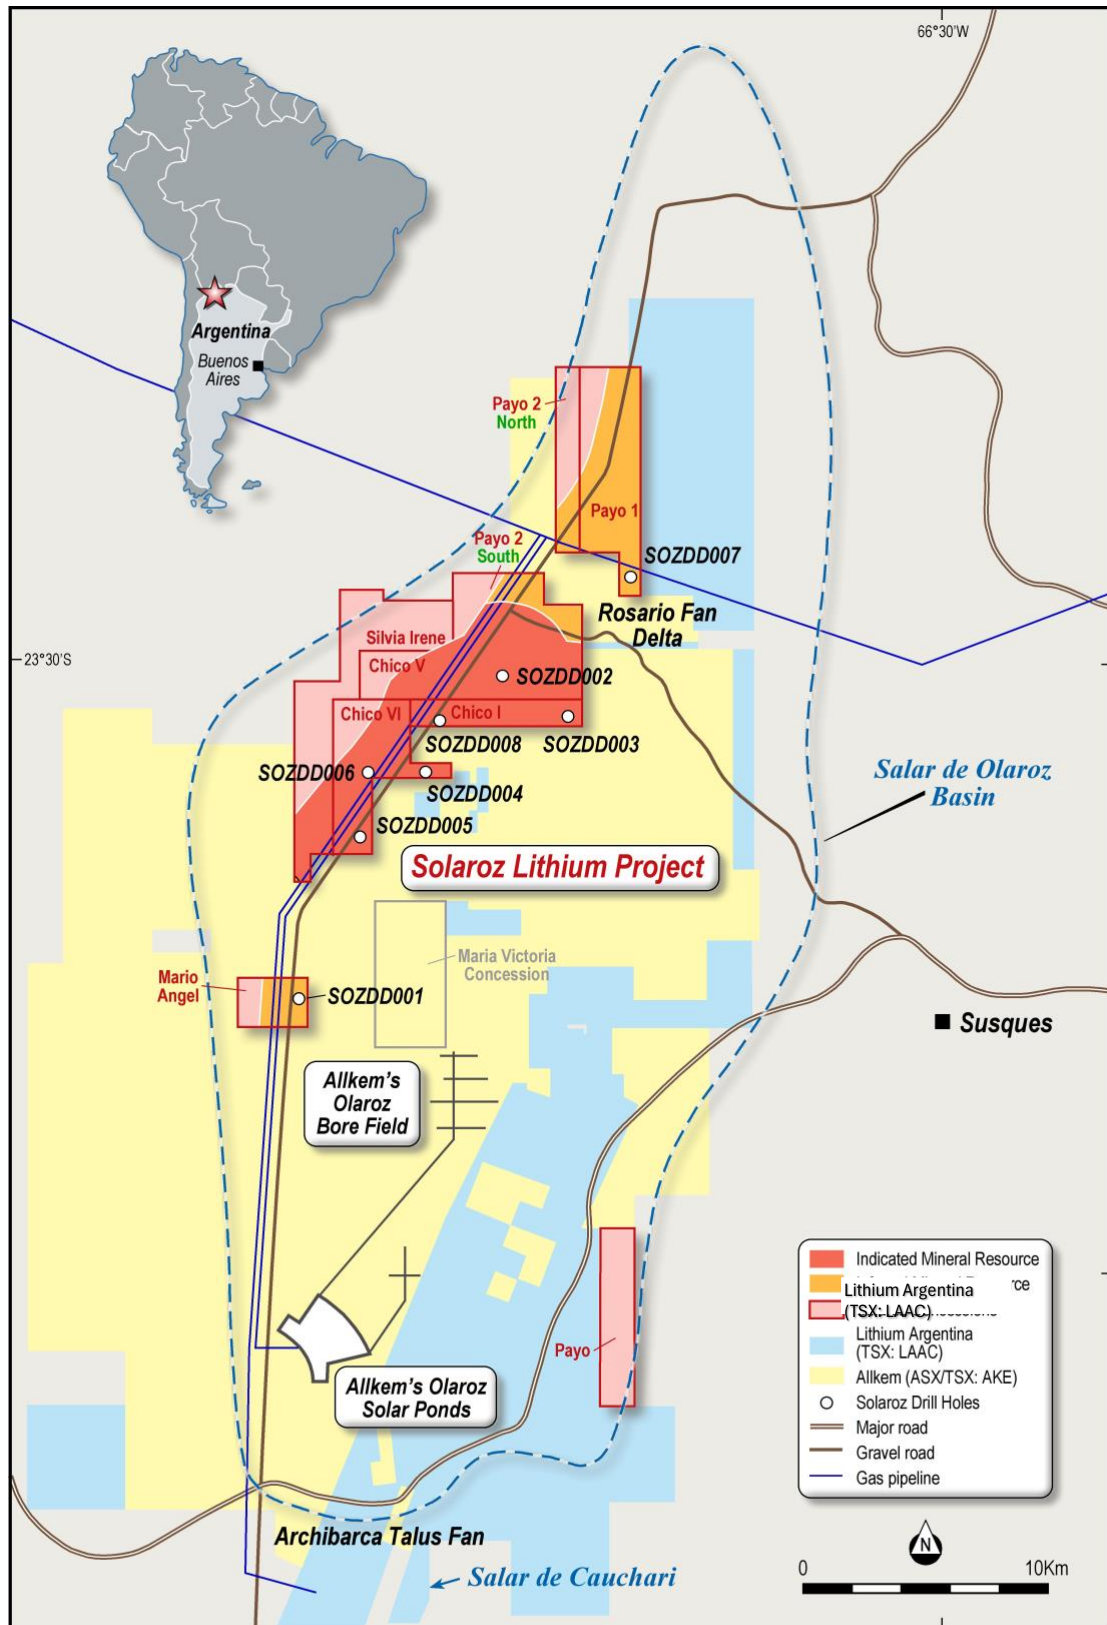 66°30'W
Argentina
Buenos
Aires
Payo 2
North
Payo 1
Payo 2
South
SOZDD007
Rosario Fan
Delta
Silvia Irene
23°30'S
Chico V
SOZDD002
Chico VI
Chico I
SOZDD008
SOZDD003
SOZDD006
SOZDD004
Salar de Olaroz
Basin
SOZDD005
Solaroz Lithium Project
Maria Victoria
Concession
Mario
Angel
SOZDD001
Susques
Allkem's
Olaroz
Bore Field
Payo
Allkem's Olaroz
Solar Ponds
Indicated Mineral Resource
Lithium Argentina
(TSX: LAAC)
Lithium Argentina
(TSX: LAAC)
Allkem (ASX/TSX: AKE)
Solaroz Drill Holes
Major road
Gravel road
Gas pipeline
Archibarca Talus Fan
N
Salar de Cauchari
0 10Km